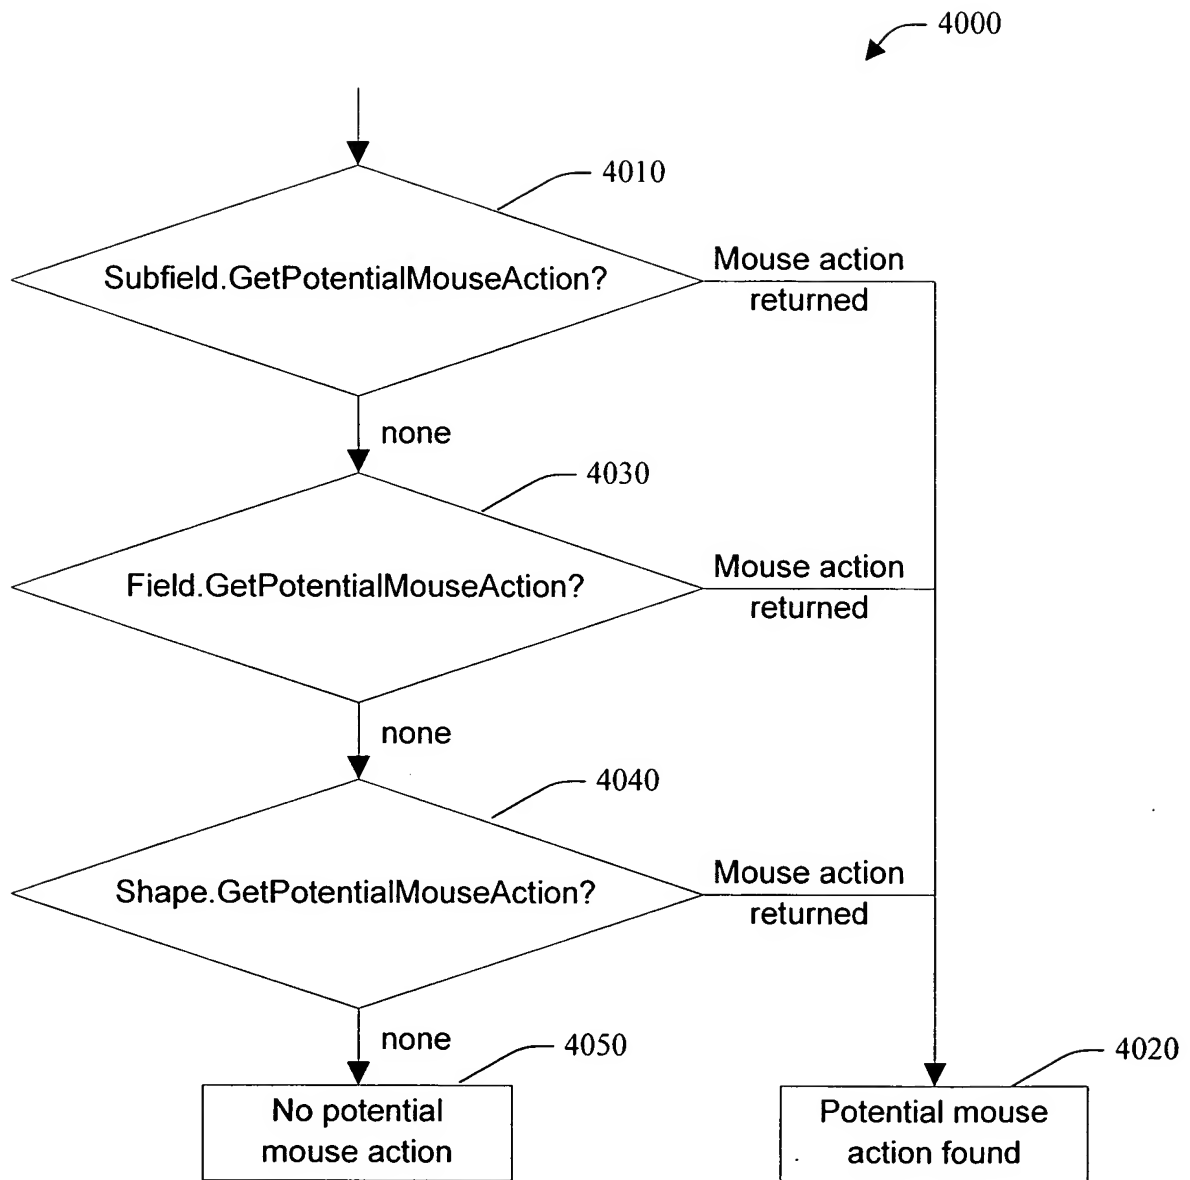 4000
4010
Subfield.GetPotentialMouseAction?
Mouse action
returned
none
4030
Field.GetPotentialMouseAction?
Mouse action
returned
none
4040
Shape.GetPotentialMouseAction?
Mouse action
returned
none
4050
4020
No potential
mouse action
Potential mouse
action found